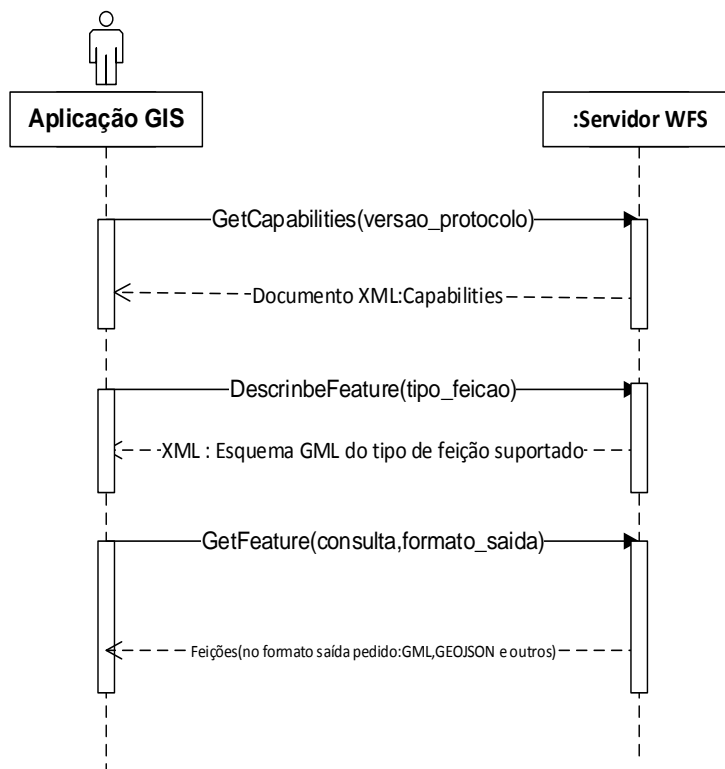 Aplicação GIS
:Servidor WFS
GetCapabilities(versao_protocolo)
Documento XML:Capabilities
DescrinbeFeature(tipo_feicao)
XML : Esquema GML do tipo de feição suportado
GetFeature(consulta,formato_saida)
Feições(no formato saída pedido:GML,GEOJSON e outros)